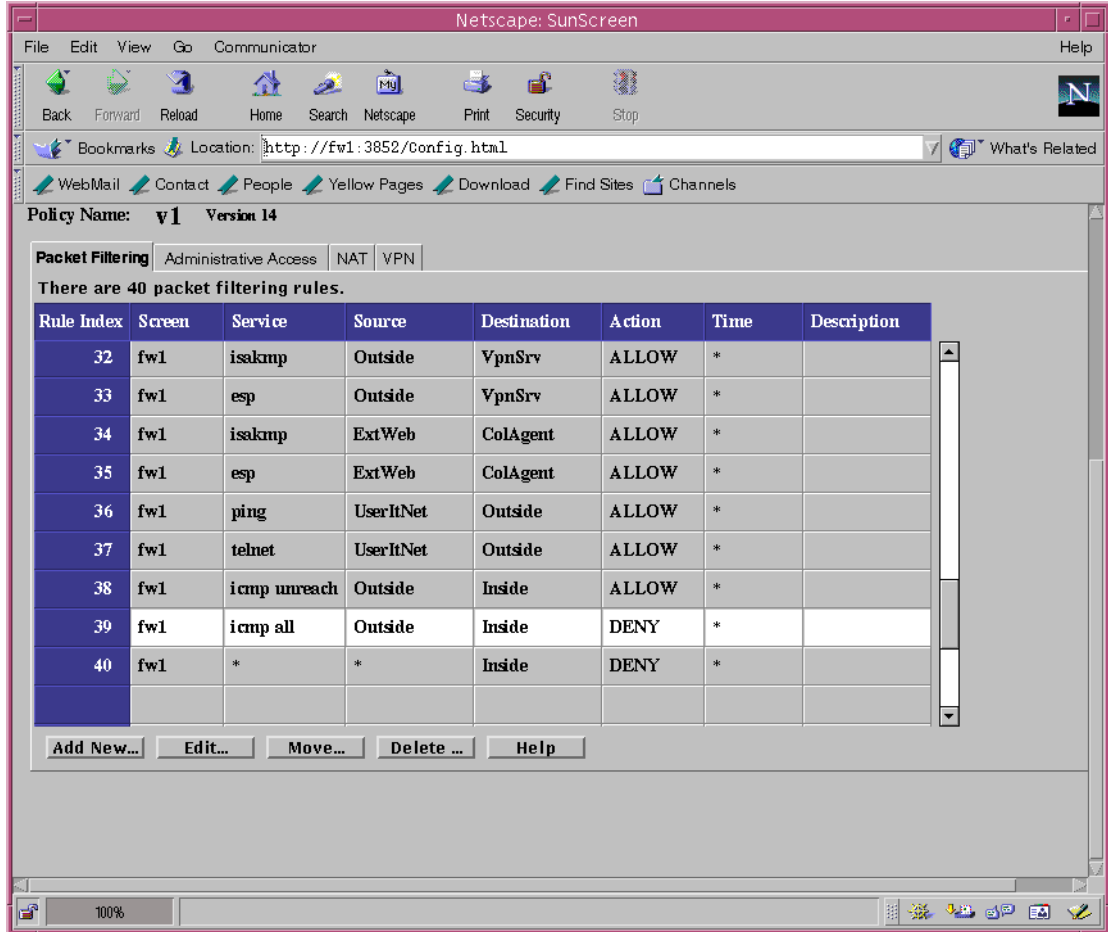 Netscape: SunScreen
File Edit View Go Communicator Help
My
N
Back Forward Reload Home Search Netscape Print Security Stop
Bookmarks Location: http://fw1:3852/Config.html What's Related
WebMail Contact People Yellow Pages Download Find Sites Channels
Policy Name: v1 Version 14
Packet Filtering Administrative Access NAT VPN
There are 40 packet filtering rules.
Rule Index Screen Service Source Destination Action Time Description
32 fw1 isakmp Outside VpnSrv ALLOW *
33 fw1 esp Outside VpnSrv ALLOW *
34 fw1 isakmp ExtWeb ColAgent ALLOW *
35 fw1 esp ExtWeb ColAgent ALLOW *
36 fw1 ping UserItNet Outside ALLOW *
37 fw1 telnet UserItNet Outside ALLOW *
38 fw1 icmp unreach Outside Inside ALLOW *
39 fw1 icmp all Outside Inside DENY *
40 fw1 * * Inside DENY *
Add New... Edit... Move... Delete ... Help
100%